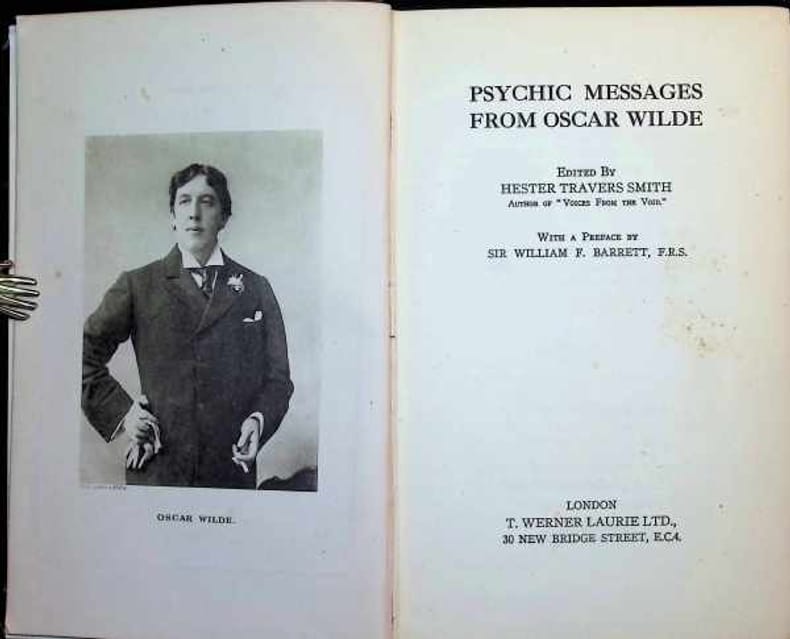 OSCAR WILDE.
PSYCHIC MESSAGES
FROM OSCAR WILDE
EDITED BY
HESTER TRAVERS SMITH
AUTHOR OF "VOICES FROM THE VOID."
WITH A PREFACE BY
SIR WILLIAM F. BARRETT, F.R.S.
LONDON
T. WERNER LAURIE LTD.,
30 NEW BRIDGE STREET, E.C.4.